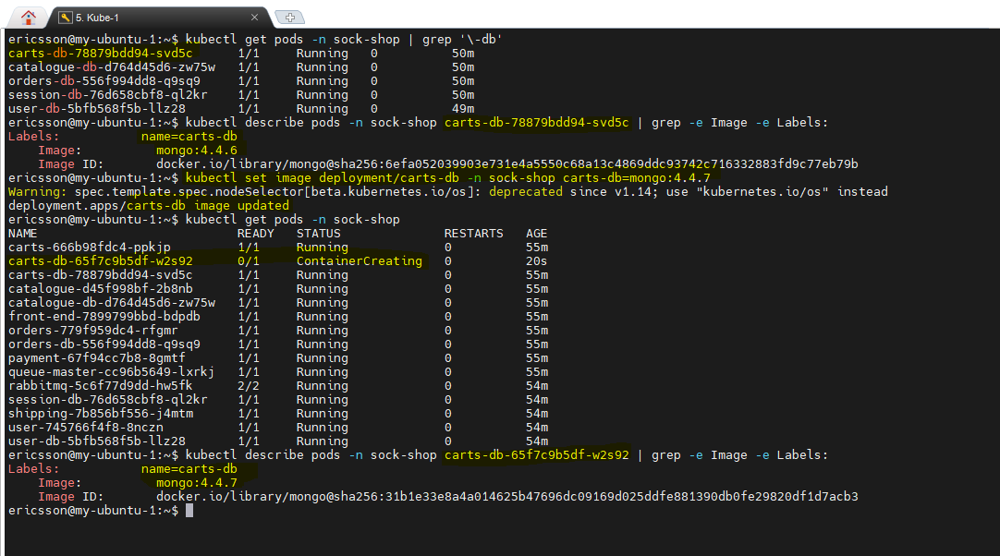 5. Kube-1
ericsson@my-ubuntu-1:~$ kubectl get pods -n sock-shop | grep '\-db'
carts-db-78879bdd94-svd5c 1/1 Running 0 50m
catalogue-db-d764d45d6-zw75w 1/1 Running 0 50m
orders-db-556f994dd8-q9sq9 1/1 Running 0 50m
session-db-76d658cbf8-ql2kr 1/1 Running 0 50m
user-db-5bfb568f5b-llz28 1/1 Running 0 49m
ericsson@my-ubuntu-1:~$ kubectl describe pods -n sock-shop carts-db-78879bdd94-svd5c | grep -e Image -e Labels:
Labels: name=carts-db
Image: mongo:4.4.6
Image ID: docker.io/library/mongo@sha256:6efa052039903e731e4a5550c68a13c4869ddc93742c716332883fd9c77eb79b
ericsson@my-ubuntu-1:~$ kubectl set image deployment/carts-db -n sock-shop carts-db=mongo:4.4.7
Warning: spec.template.spec.nodeSelector[beta.kubernetes.io/os]: deprecated since v1.14; use "kubernetes.io/os" instead
deployment.apps/carts-db image updated
ericsson@my-ubuntu-1:~$ kubectl get pods -n sock-shop
NAME READY STATUS RESTARTS AGE
carts-666b98fdc4-ppkjp 1/1 Running 0 55m
carts-db-65f7c9b5df-w2s92 0/1 ContainerCreating 0 20s
carts-db-78879bdd94-svd5c 1/1 Running 0 55m
catalogue-d45f998bf-2b8nb 1/1 Running 0 55m
catalogue-db-d764d45d6-zw75w 1/1 Running 0 55m
front-end-7899799bbd-bdpdb 1/1 Running 0 55m
orders-779f959dc4-rfgmr 1/1 Running 0 55m
orders-db-556f994dd8-q9sq9 1/1 Running 0 55m
payment-67f94cc7b8-8gmtf 1/1 Running 0 55m
queue-master-cc96b5649-lxrkj 1/1 Running 0 55m
rabbitmq-5c6f77d9dd-hw5fk 2/2 Running 0 54m
session-db-76d658cbf8-ql2kr 1/1 Running 0 54m
shipping-7b856bf556-j4mtm 1/1 Running 0 54m
user-745766f4f8-8nczn 1/1 Running 0 54m
user-db-5bfb568f5b-llz28 1/1 Running 0 54m
ericsson@my-ubuntu-1:~$ kubectl describe pods -n sock-shop carts-db-65f7c9b5df-w2s92 | grep -e Image -e Labels:
Labels: name=carts-db
Image: mongo:4.4.7
Image ID: docker.io/library/mongo@sha256:31b1e33e8a4a014625b47696dc09169d025ddfe881390db0fe29820df1d7acb3
ericsson@my-ubuntu-1:~$